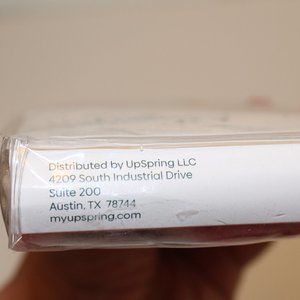 Distributed by UpSpring LLC
4209 South Industrial Drive
Suite 200
Austin, TX 78744
myupspring.com